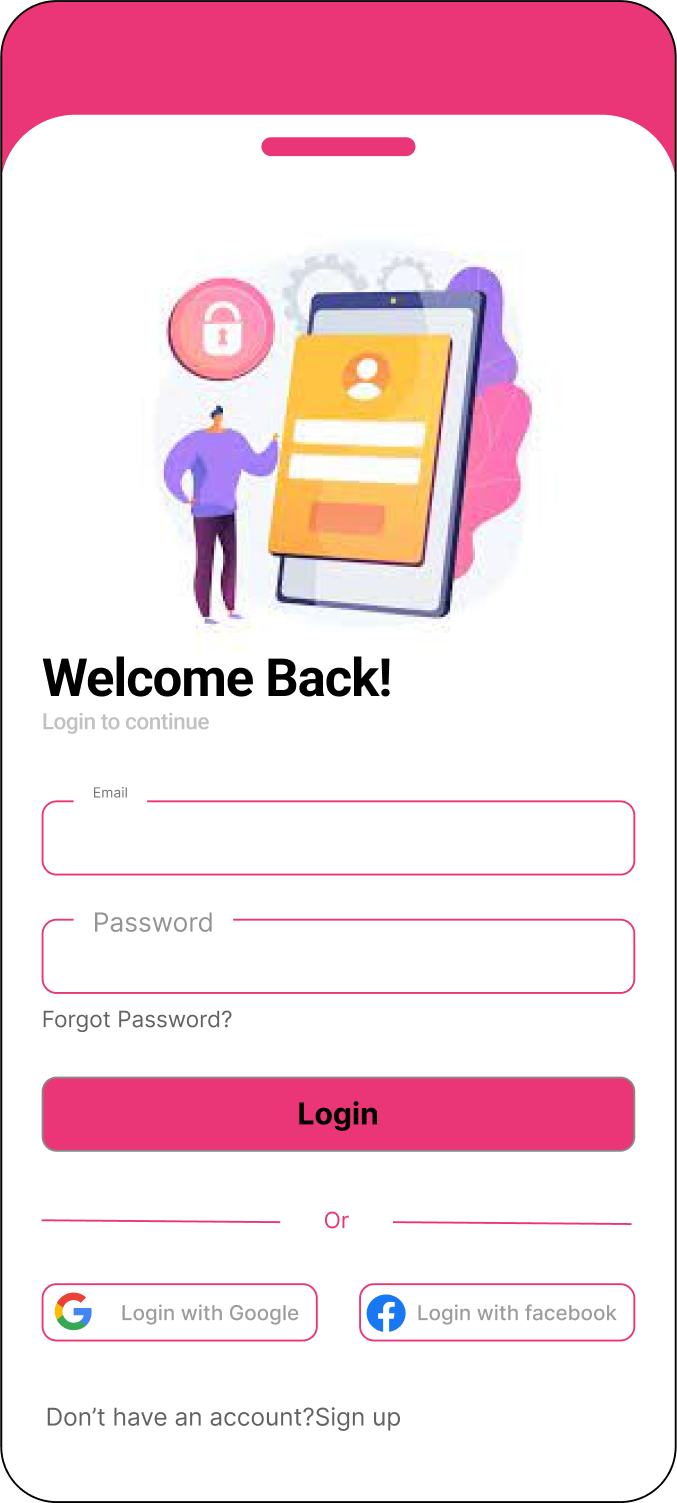 Welcome Back!
Login to continue
Email
Password
Forgot Password?
Login
Or
Login with Google
Login with facebook
Don’t have an account?Sign up